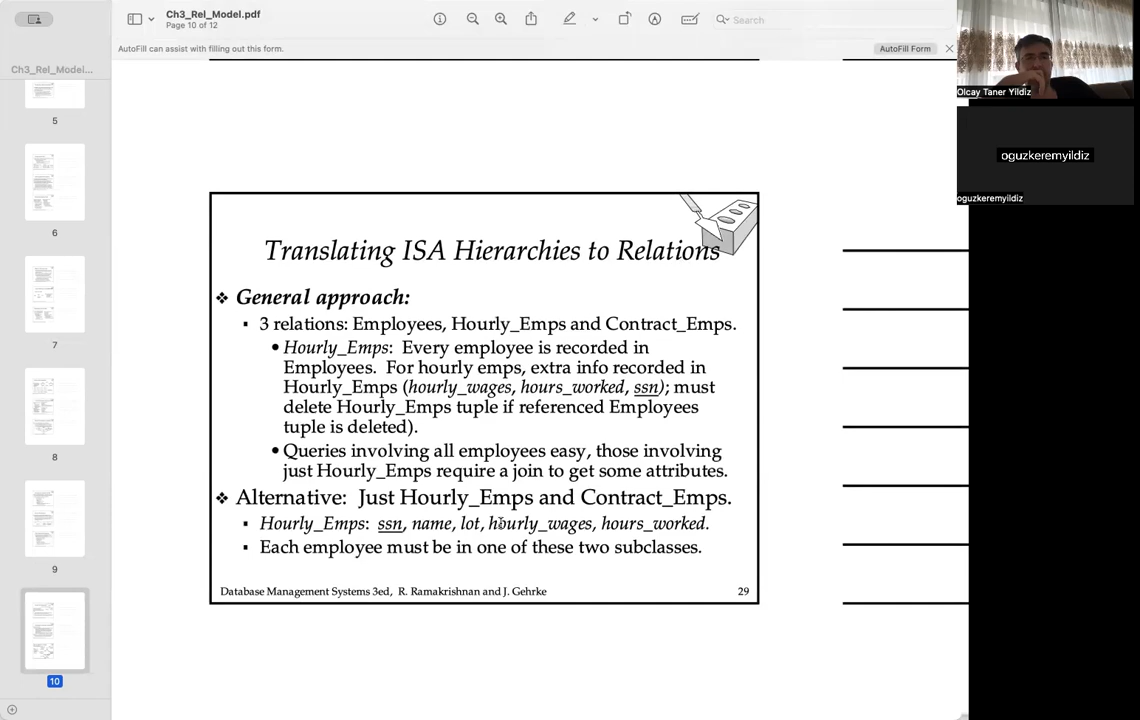 Ch3_Rel_Model.pdf
Page 10 of 12
Search
AutoFill can assist with filling out this form.
AutoFill Form
Ch3_Rel_Model...
5
6
7
8
9
10
Translating ISA Hierarchies to Relations
❖ General approach:
▪ 3 relations: Employees, Hourly_Emps and Contract_Emps.
• Hourly_Emps: Every employee is recorded in
Employees. For hourly emps, extra info recorded in
Hourly_Emps (hourly_wages, hours_worked, ssn); must
delete Hourly_Emps tuple if referenced Employees
tuple is deleted).
• Queries involving all employees easy, those involving
just Hourly_Emps require a join to get some attributes.
❖ Alternative: Just Hourly_Emps and Contract_Emps.
▪ Hourly_Emps: ssn, name, lot, hourly_wages, hours_worked.
▪ Each employee must be in one of these two subclasses.
Database Management Systems 3ed, R. Ramakrishnan and J. Gehrke
29
Olcay Taner Yildiz
oguzkeremyildiz
oguzkeremyildiz